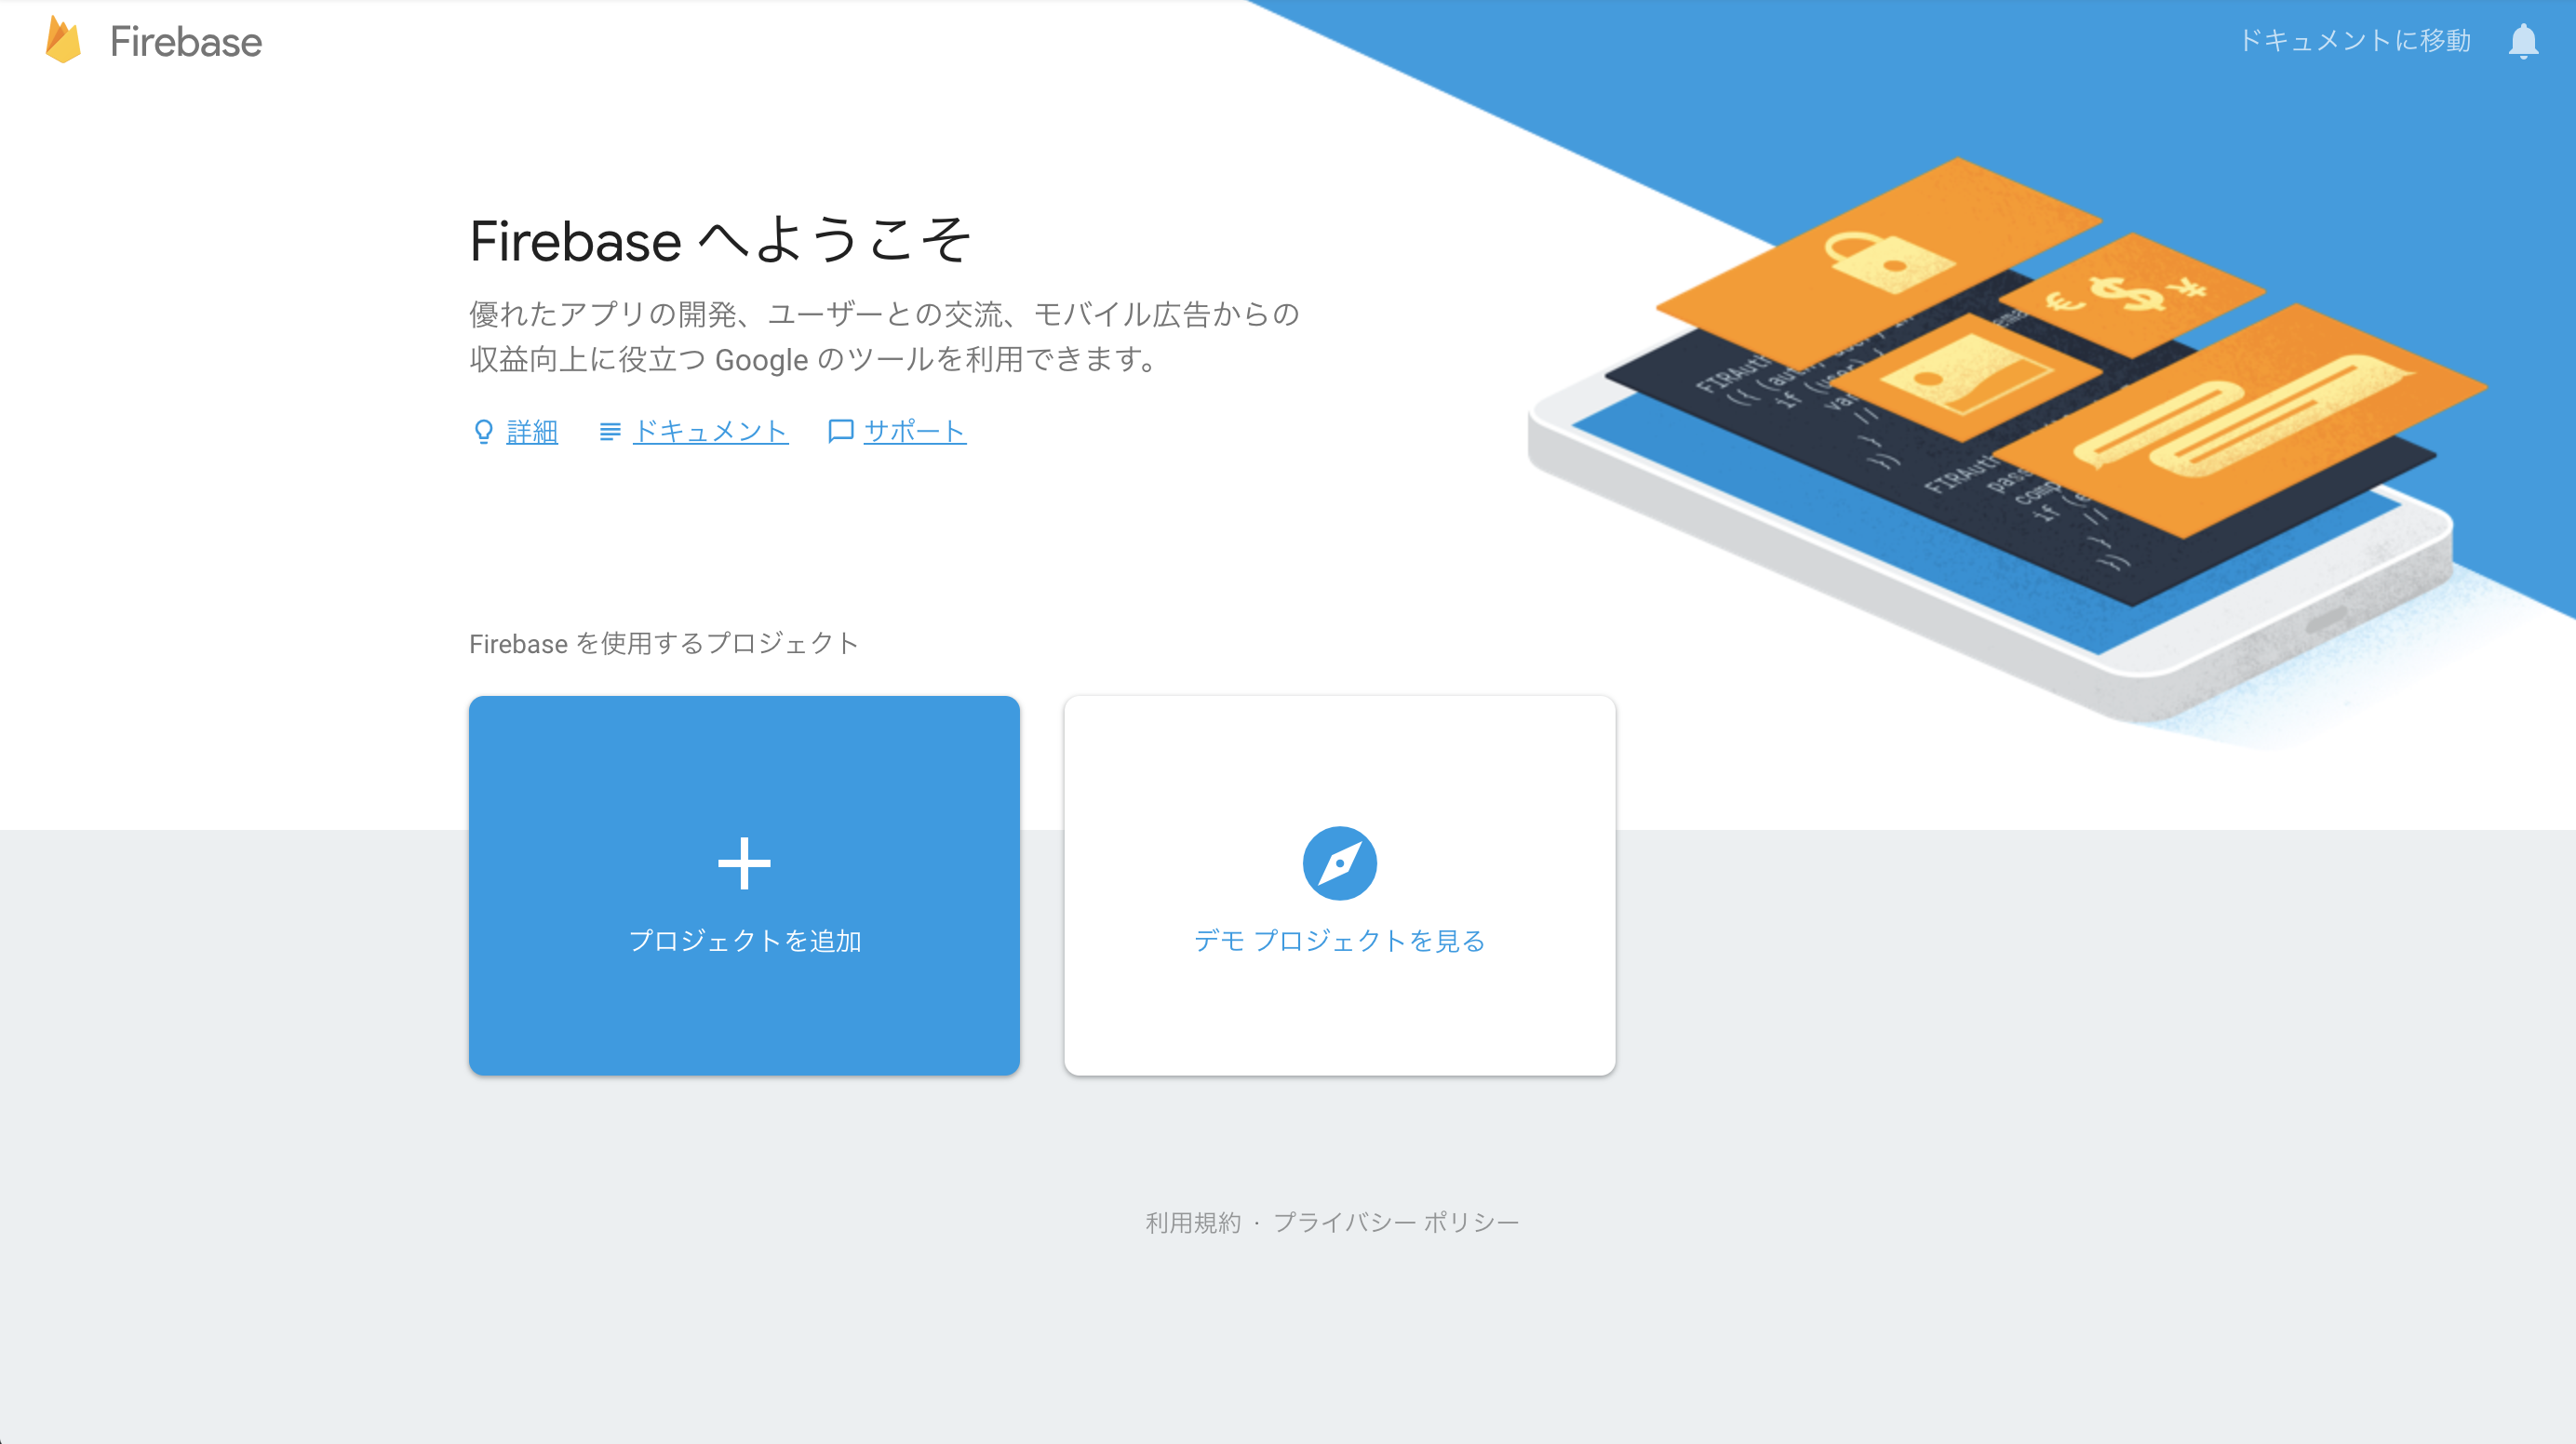 Firebase
ドキュメントに移動
Firebase へようこそ
優れたアプリの開発、ユーザーとの交流、モバイル広告からの
収益向上に役立つ Google のツールを利用できます。
詳細 ドキュメント サポート
Firebase を使用するプロジェクト
プロジェクトを追加
デモ プロジェクトを見る
利用規約 · プライバシー ポリシー